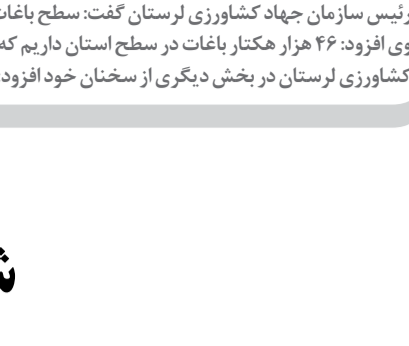 رئیس سازمان جهاد کشاورزی لرستان گفت: سطح باغات
وی افزود: ۴۶ هزار هکتار باغات در سطح استان داریم که
کشاورزی لرستان در بخش دیگری از سخنان خود افزود: